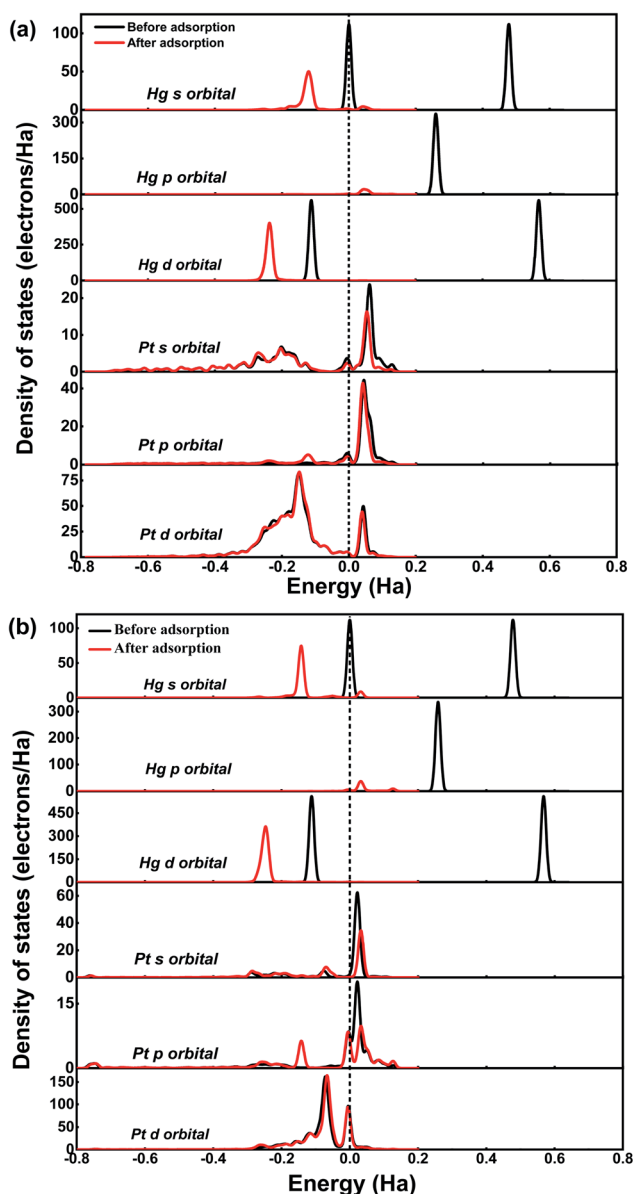 (a)
Before adsorption
After adsorption
Density of states (electrons/Ha)
100
50
0
Hg s orbital
300
150
0
Hg p orbital
500
250
0
Hg d orbital
20
10
0
Pt s orbital
40
20
0
Pt p orbital
75
50
25
0
Pt d orbital
-0.8 -0.6 -0.4 -0.2 0.0 0.2 0.4 0.6 0.8
Energy (Ha)
(b)
Before adsorption
After adsorption
Density of states (electrons/Ha)
100
50
0
Hg s orbital
300
200
100
0
Hg p orbital
450
300
150
0
Hg d orbital
60
40
20
0
Pt s orbital
15
0
Pt p orbital
150
100
50
0
Pt d orbital
-0.8 -0.6 -0.4 -0.2 0.0 0.2 0.4 0.6 0.8
Energy (Ha)